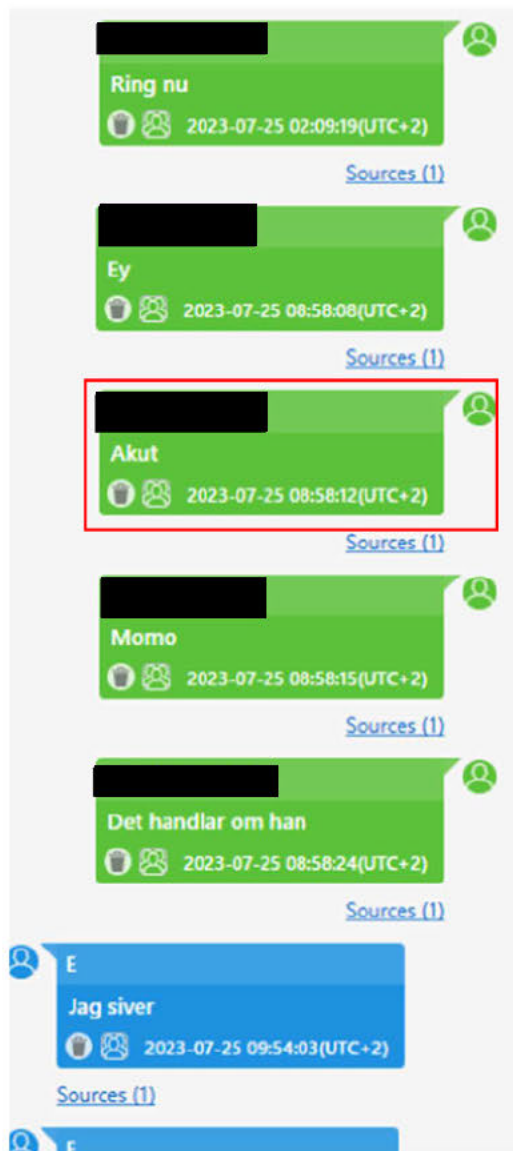 Ring nu
2023-07-25 02:09:19(UTC+2)
Sources (1)
Ey
2023-07-25 08:58:08(UTC+2)
Sources (1)
Akut
2023-07-25 08:58:12(UTC+2)
Sources (1)
Momo
2023-07-25 08:58:15(UTC+2)
Sources (1)
Det handlar om han
2023-07-25 08:58:24(UTC+2)
Sources (1)
E
Jag siver
2023-07-25 09:54:03(UTC+2)
Sources (1)
E